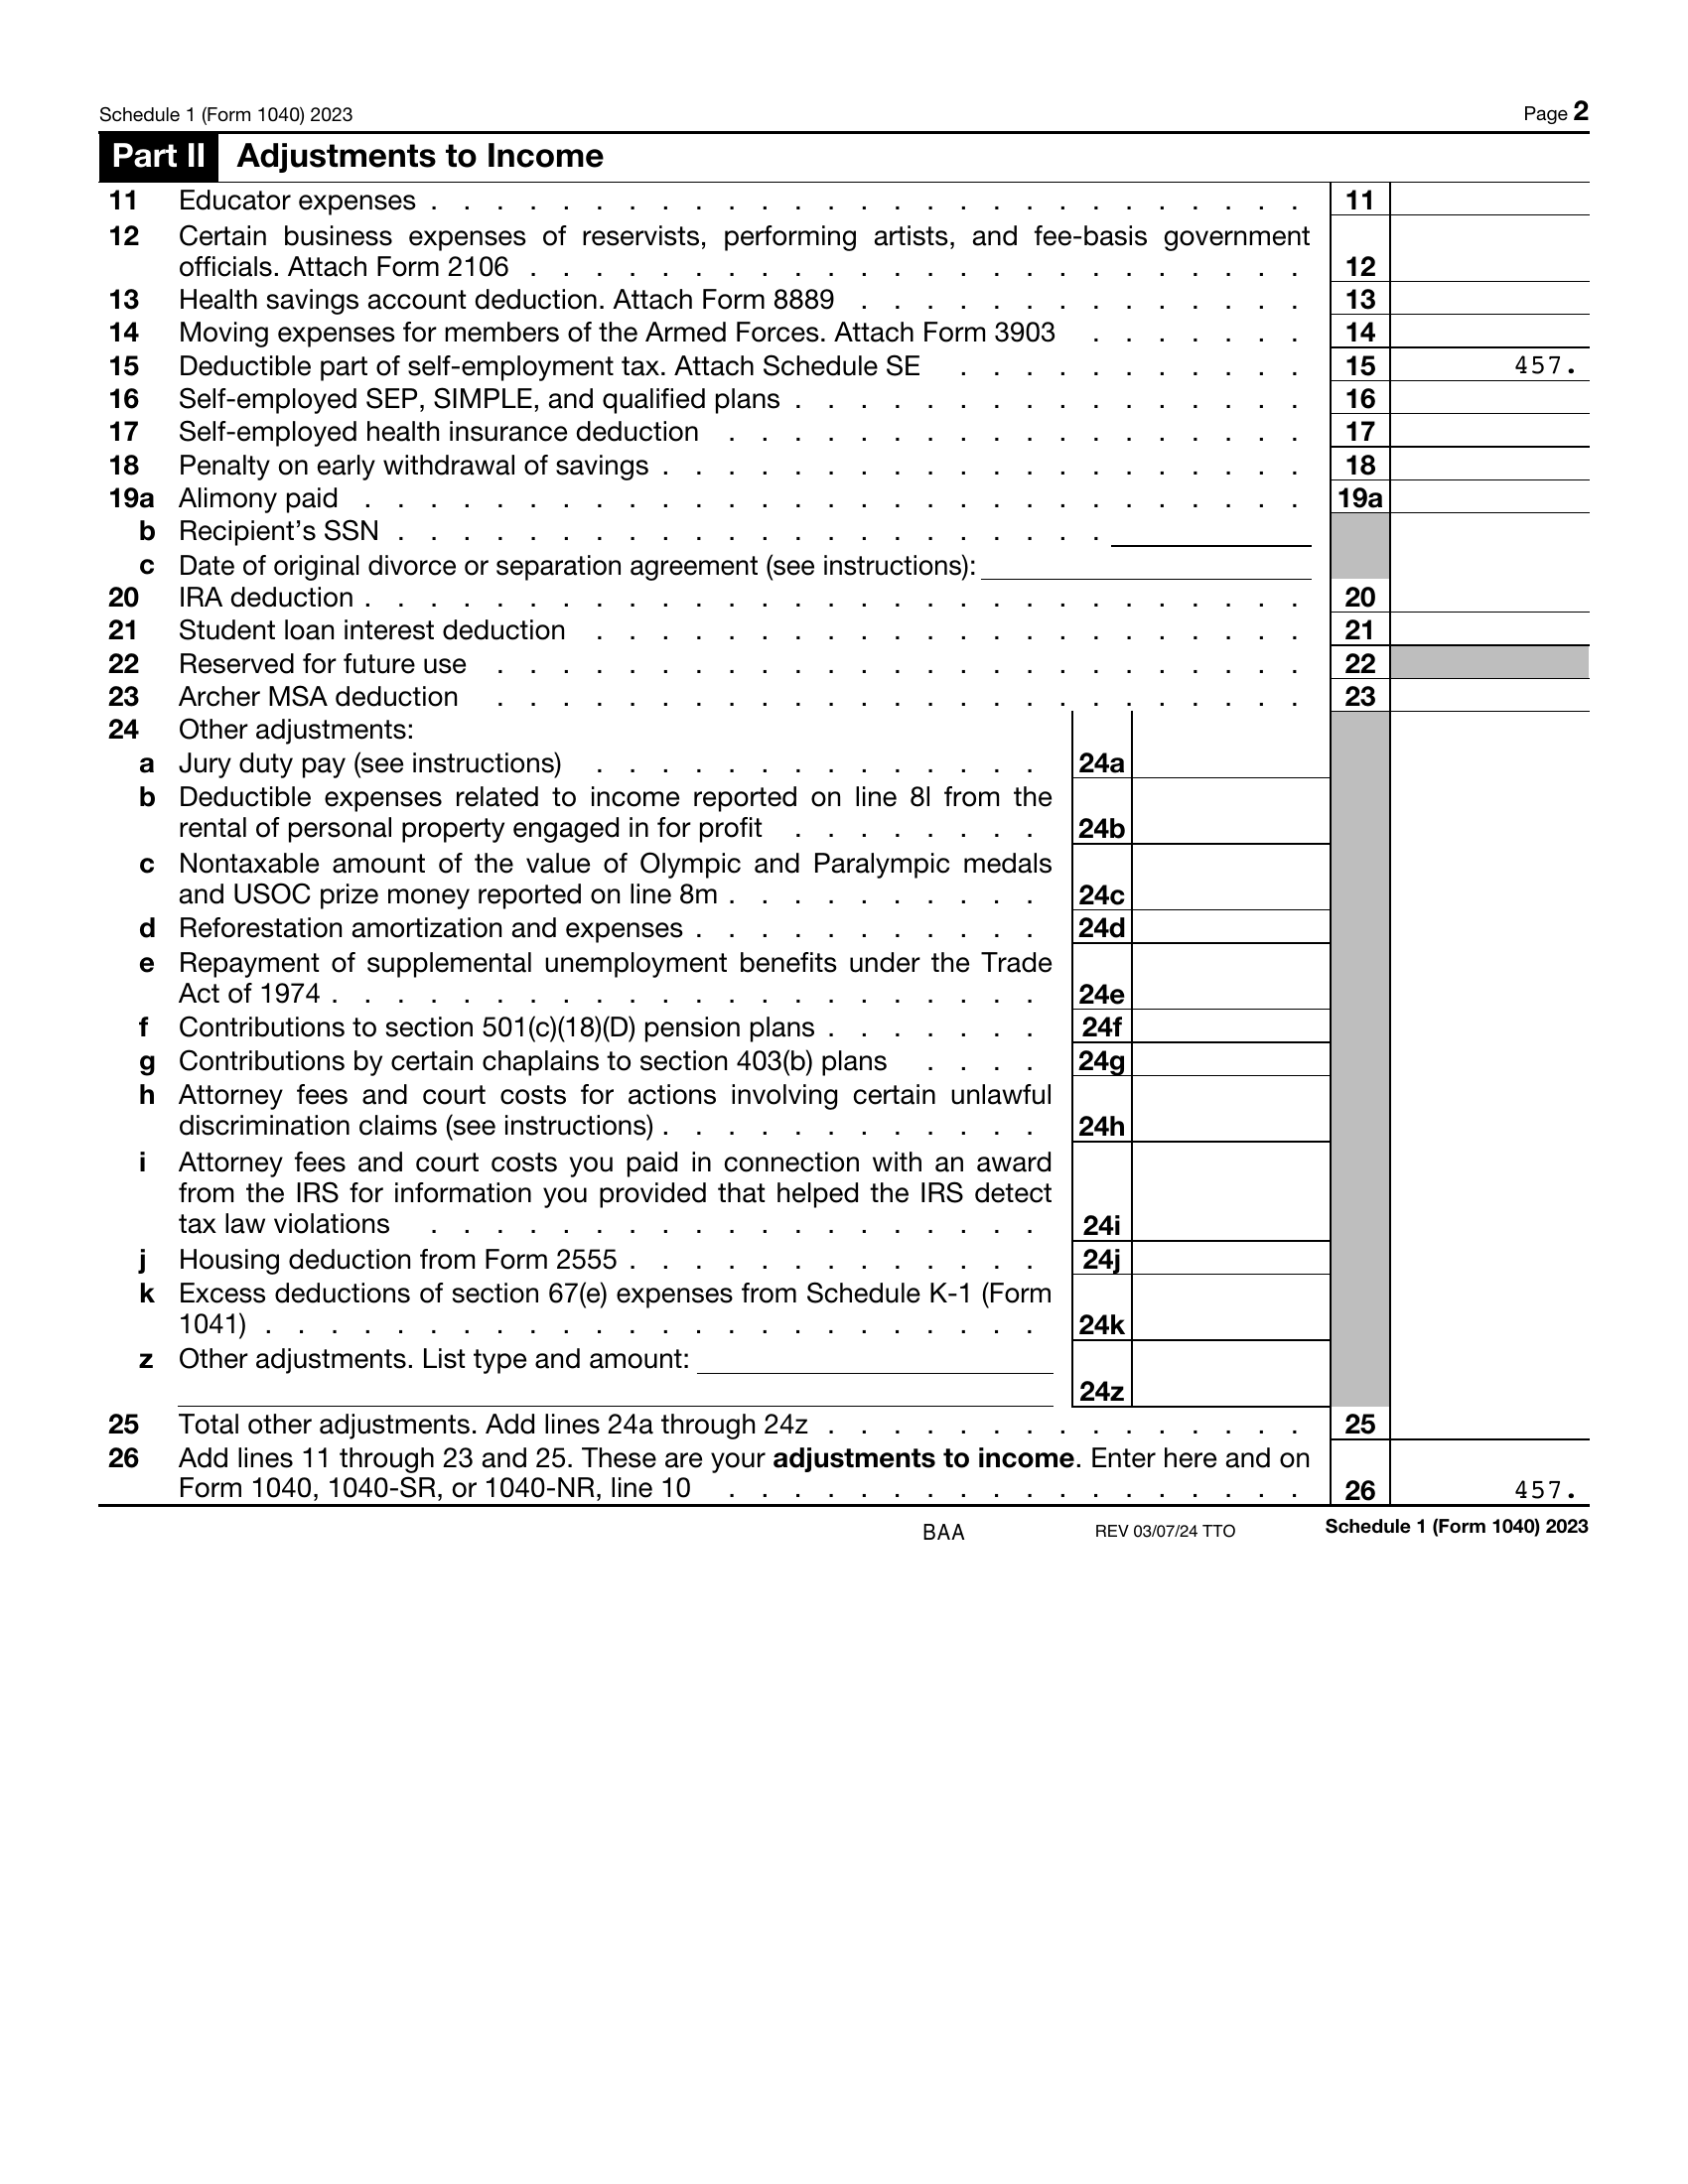 Schedule 1 (Form 1040) 2023 Page 2
Part II Adjustments to Income
11 Educator expenses . . . . . . . . . . . . . . . . . . . . . . . . . . . 11
12 Certain business expenses of reservists, performing artists, and fee-basis government
officials. Attach Form 2106 . . . . . . . . . . . . . . . . . . . . . . . . 12
13 Health savings account deduction. Attach Form 8889 . . . . . . . . . . . . . . 13
14 Moving expenses for members of the Armed Forces. Attach Form 3903 . . . . . . . 14
15 Deductible part of self-employment tax. Attach Schedule SE . . . . . . . . . . . 15 457.
16 Self-employed SEP, SIMPLE, and qualified plans . . . . . . . . . . . . . . . . 16
17 Self-employed health insurance deduction . . . . . . . . . . . . . . . . . . 17
18 Penalty on early withdrawal of savings . . . . . . . . . . . . . . . . . . . . 18
19a Alimony paid . . . . . . . . . . . . . . . . . . . . . . . . . . . . . 19a
b Recipient's SSN . . . . . . . . . . . . . . . . . . . . . .
c Date of original divorce or separation agreement (see instructions):
20 IRA deduction . . . . . . . . . . . . . . . . . . . . . . . . . . . . . 20
21 Student loan interest deduction . . . . . . . . . . . . . . . . . . . . . . 21
22 Reserved for future use . . . . . . . . . . . . . . . . . . . . . . . . . 22
23 Archer MSA deduction . . . . . . . . . . . . . . . . . . . . . . . . . 23
24 Other adjustments:
a Jury duty pay (see instructions) . . . . . . . . . . . . . . 24a
b Deductible expenses related to income reported on line 8l from the
rental of personal property engaged in for profit . . . . . . . . 24b
c Nontaxable amount of the value of Olympic and Paralympic medals
and USOC prize money reported on line 8m . . . . . . . . . . 24c
d Reforestation amortization and expenses . . . . . . . . . . . 24d
e Repayment of supplemental unemployment benefits under the Trade
Act of 1974 . . . . . . . . . . . . . . . . . . . . . . 24e
f Contributions to section 501(c)(18)(D) pension plans . . . . . . . 24f
g Contributions by certain chaplains to section 403(b) plans . . . . 24g
h Attorney fees and court costs for actions involving certain unlawful
discrimination claims (see instructions) . . . . . . . . . . . . 24h
i Attorney fees and court costs you paid in connection with an award
from the IRS for information you provided that helped the IRS detect
tax law violations . . . . . . . . . . . . . . . . . . . 24i
j Housing deduction from Form 2555 . . . . . . . . . . . . . 24j
k Excess deductions of section 67(e) expenses from Schedule K-1 (Form
1041) . . . . . . . . . . . . . . . . . . . . . . . . 24k
z Other adjustments. List type and amount:
24z
25 Total other adjustments. Add lines 24a through 24z . . . . . . . . . . . . . . . 25
26 Add lines 11 through 23 and 25. These are your adjustments to income. Enter here and on
Form 1040, 1040-SR, or 1040-NR, line 10 . . . . . . . . . . . . . . . . . . 26 457.
BAA REV 03/07/24 TTO Schedule 1 (Form 1040) 2023